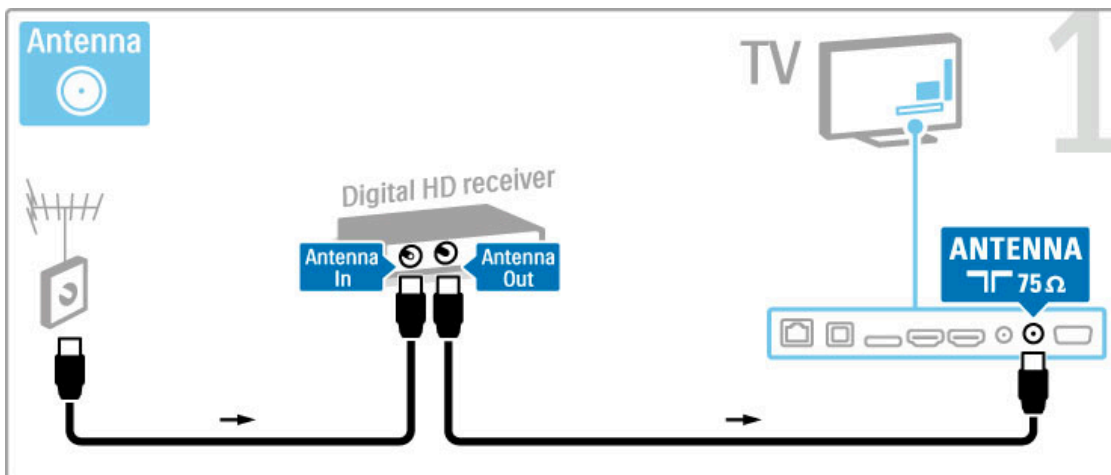 Antenna
TV
1
Digital HD receiver
Antenna
In
Antenna
Out
ANTENNA
75 Ω